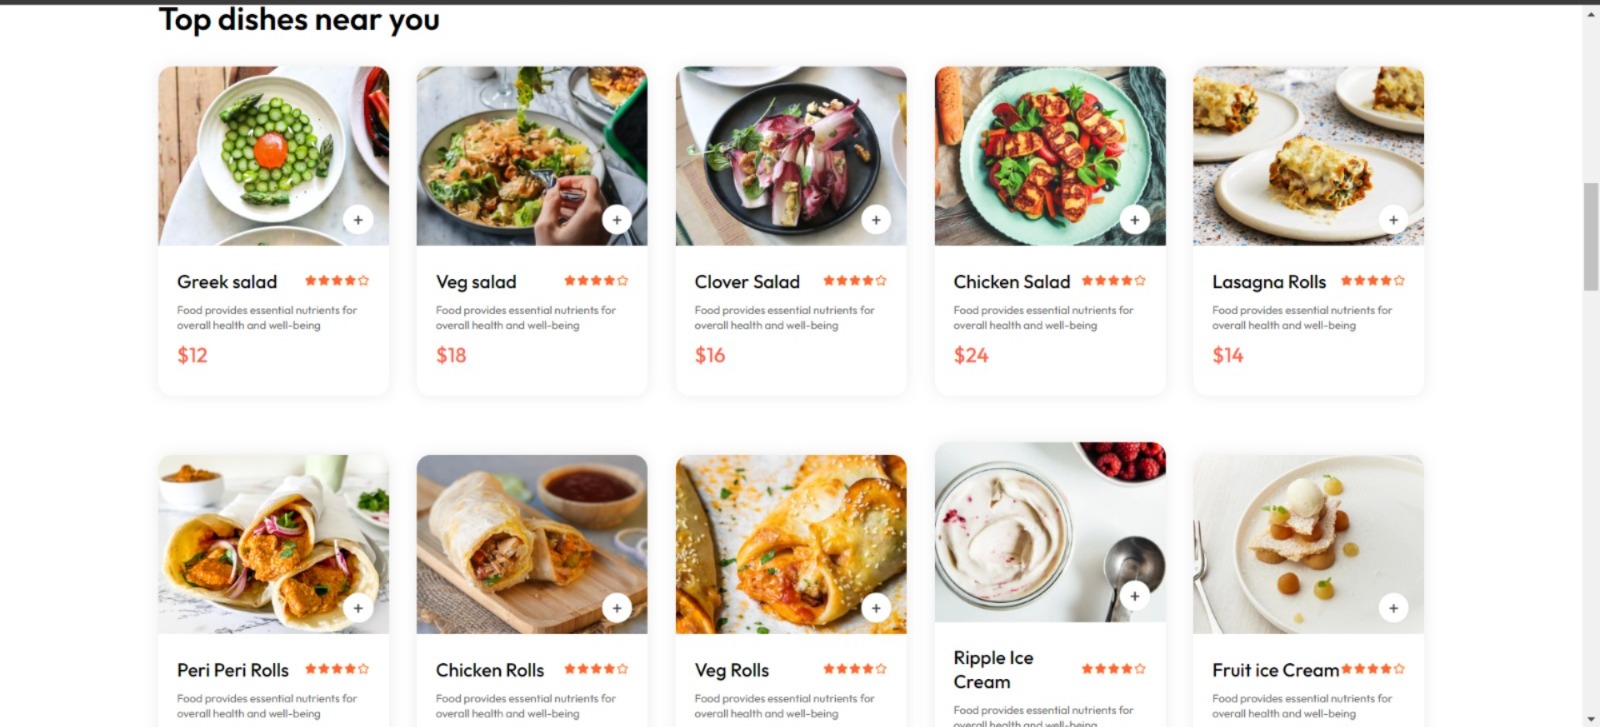 Top dishes near you
Greek salad
Food provides essential nutrients for
overall health and well-being
$12
Veg salad
Food provides essential nutrients for
overall health and well-being
$18
Clover Salad
Food provides essential nutrients for
overall health and well-being
$16
Chicken Salad
Food provides essential nutrients for
overall health and well-being
$24
Lasagna Rolls
Food provides essential nutrients for
overall health and well-being
$14
Peri Peri Rolls
Food provides essential nutrients for
overall health and well-being
Chicken Rolls
Food provides essential nutrients for
overall health and well-being
Veg Rolls
Food provides essential nutrients for
overall health and well-being
Ripple Ice
Cream
Food provides essential nutrients for
overall health and well-being
Fruit ice Cream
Food provides essential nutrients for
overall health and well-being